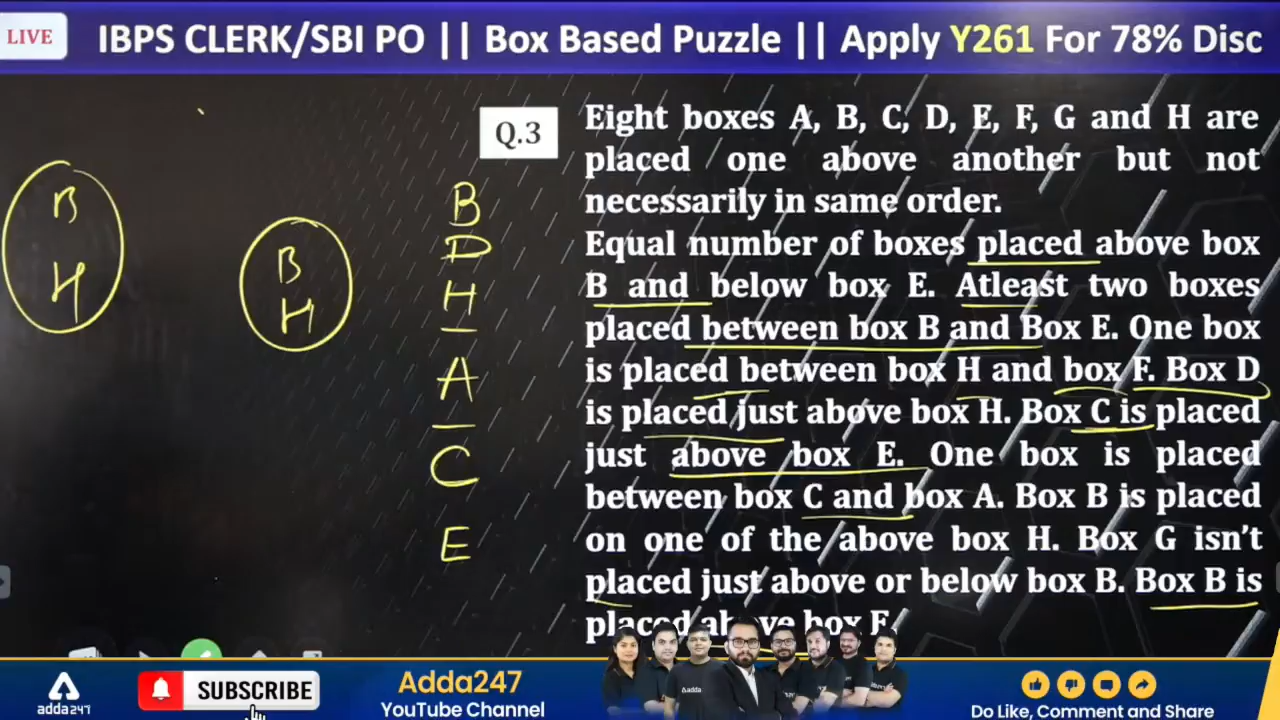 LIVE
IBPS CLERK/SBI PO || Box Based Puzzle || Apply Y261 For 78% Disc
Q.3
Eight boxes A, B, C, D, E, F, G and H are
placed one above another but not
necessarily in same order.
Equal number of boxes placed above box
B and below box E. Atleast two boxes
placed between box B and Box E. One box
is placed between box H and box F. Box D
is placed just above box H. Box C is placed
just above box E. One box is placed
between box C and box A. Box B is placed
on one of the above box H. Box G isn't
placed just above or below box B. Box B is
placed above box E.
B
H
B
H
B
D
H
A
C
E
adda247
SUBSCRIBE
Adda247
YouTube Channel
Do Like, Comment and Share